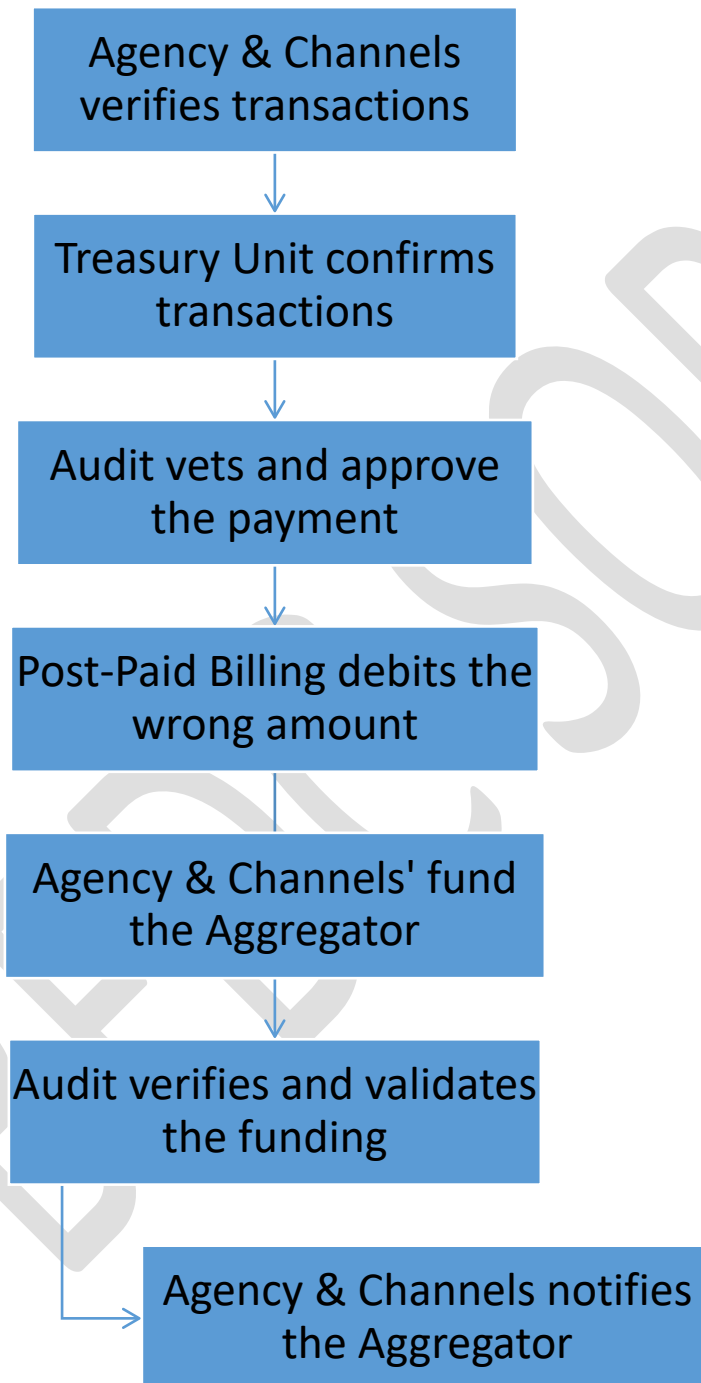 Agency & Channels
verifies transactions
Treasury Unit confirms
transactions
Audit vets and approve
the payment
Post-Paid Billing debits the
wrong amount
Agency & Channels' fund
the Aggregator
Audit verifies and validates
the funding
Agency & Channels notifies
the Aggregator